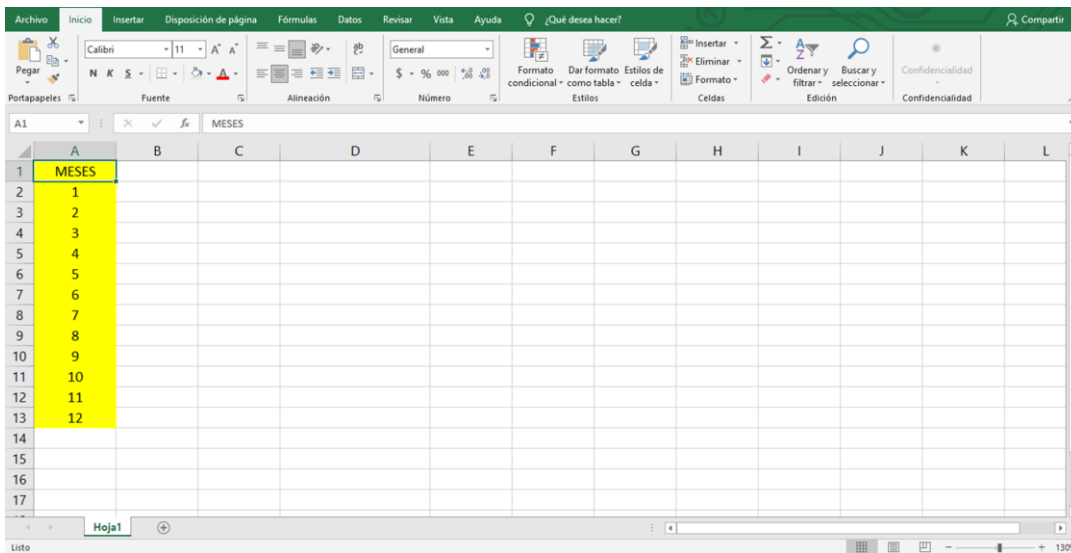 Archivo Inicio Insertar Disposición de página Fórmulas Datos Revisar Vista Ayuda ¿Qué desea hacer? Compartir
Pegar
Calibri 11 A A
N K S A
ab
General
$ % 000
Formato condicional
Dar formato como tabla
Estilos de celda
Insertar
Eliminar
Formato
Σ
Ordenar y filtrar
Buscar y seleccionar
Confidencialidad
Portapapeles Fuente Alineación Número Estilos Celdas Edición Confidencialidad
A1 fx MESES
A B C D E F G H I J K L
1 MESES
2 1
3 2
4 3
5 4
6 5
7 6
8 7
9 8
10 9
11 10
12 11
13 12
14
15
16
17
Hoja1
Listo